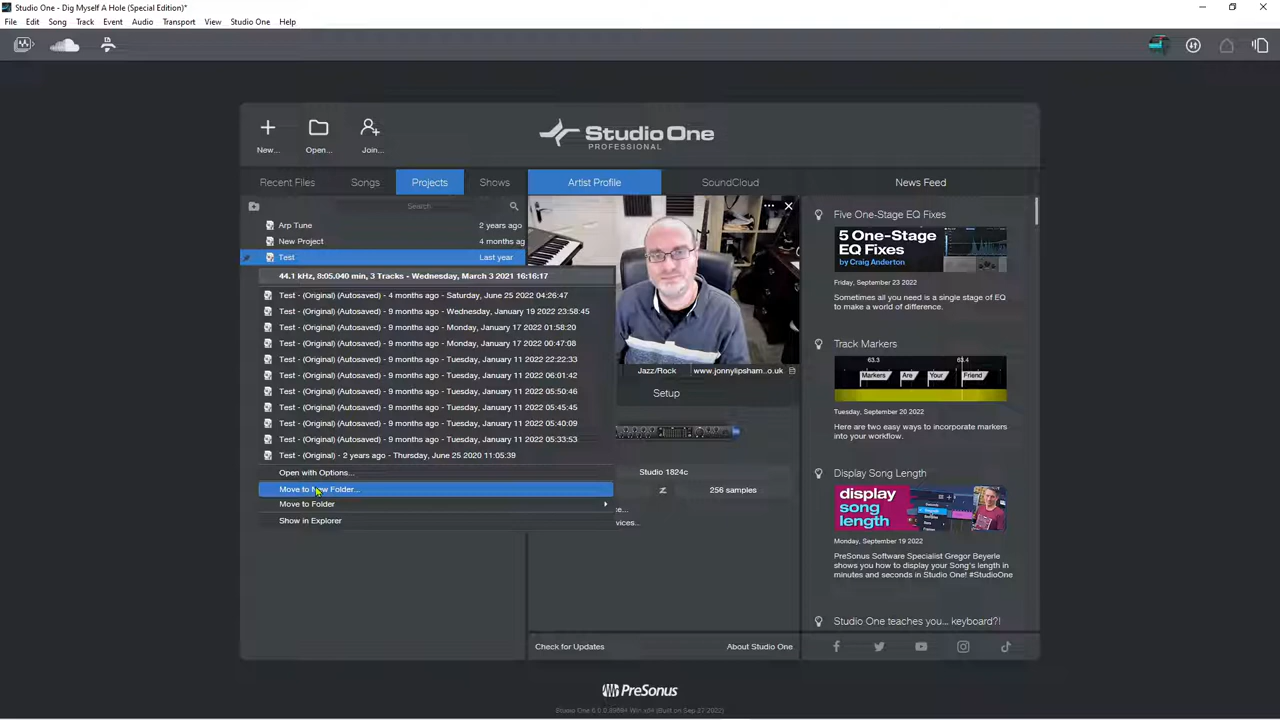 Studio One - Dig Myself A Hole (Special Edition)*
File Edit Song Track Event Audio Transport View Studio One Help
New... Open... Join...
Studio One
PROFESSIONAL
Recent Files Songs Projects Shows
Artist Profile SoundCloud
News Feed
Search
Arp Tune 2 years ago
New Project 4 months ag
Test Last year
44.1 kHz, 8:05.040 min, 3 Tracks - Wednesday, March 3 2021 16:16:17
Test - (Original) (Autosaved) - 4 months ago - Saturday, June 25 2022 04:26:47
Test - (Original) (Autosaved) - 9 months ago - Wednesday, January 19 2022 23:58:45
Test - (Original) (Autosaved) - 9 months ago - Monday, January 17 2022 01:58:20
Test - (Original) (Autosaved) - 9 months ago - Monday, January 17 2022 00:47:08
Test - (Original) (Autosaved) - 9 months ago - Tuesday, January 11 2022 22:22:33
Test - (Original) (Autosaved) - 9 months ago - Tuesday, January 11 2022 06:01:42
Test - (Original) (Autosaved) - 9 months ago - Tuesday, January 11 2022 05:50:46
Test - (Original) (Autosaved) - 9 months ago - Tuesday, January 11 2022 05:45:45
Test - (Original) (Autosaved) - 9 months ago - Tuesday, January 11 2022 05:40:09
Test - (Original) (Autosaved) - 9 months ago - Tuesday, January 11 2022 05:33:53
Test - (Original) - 2 years ago - Thursday, June 25 2020 11:05:39
Open with Options...
Move to New Folder...
Move to Folder
Show in Explorer
Jazz/Rock www.jonnylipsham..o.uk
Setup
Studio 1824c
256 samples
Check for Updates About Studio One
Five One-Stage EQ Fixes
5 One-Stage
EQ Fixes
by Craig Anderton
Friday, September 23 2022
Sometimes all you need is a single stage of EQ
to make a world of difference.
Track Markers
63.3 63.4
Markers Are Your Friend
Tuesday, September 20 2022
Here are two easy ways to incorporate markers
into your workflow.
Display Song Length
display
song
length
Monday, September 19 2022
PreSonus Software Specialist Gregor Beyerle
shows you how to display your Song's length in
minutes and seconds in Studio One! #StudioOne
Studio One teaches you... keyboard?!
PreSonus